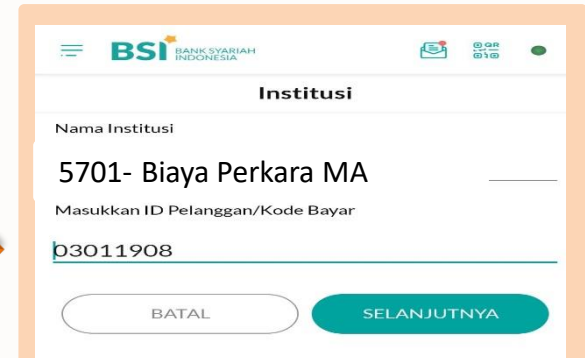 BSI BANK SYARIAH
INDONESIA
QR
Institusi
Nama Institusi
5701- Biaya Perkara MA
Masukkan ID Pelanggan/Kode Bayar
03011908
BATAL
SELANJUTNYA